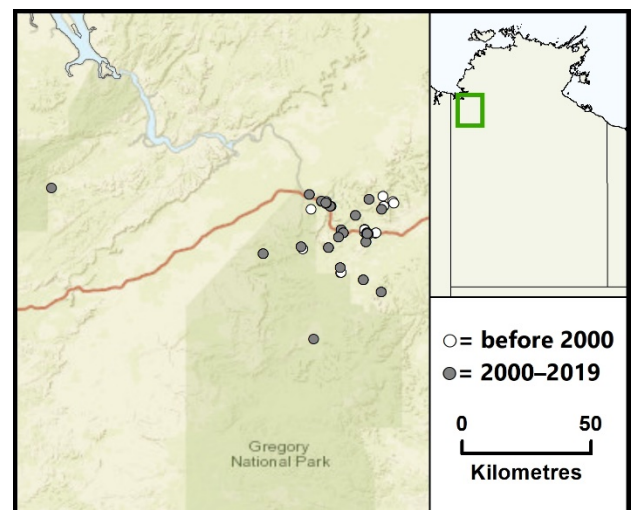 Gregory
National Park
= before 2000
= 2000–2019
0 50
Kilometres